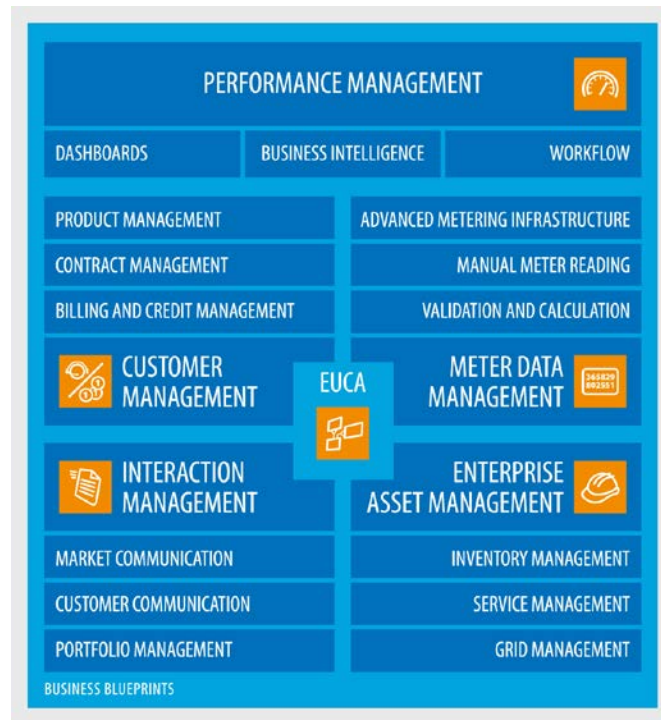 PERFORMANCE MANAGEMENT
DASHBOARDS
BUSINESS INTELLIGENCE
WORKFLOW
PRODUCT MANAGEMENT
CONTRACT MANAGEMENT
BILLING AND CREDIT MANAGEMENT
CUSTOMER
MANAGEMENT
ADVANCED METERING INFRASTRUCTURE
MANUAL METER READING
VALIDATION AND CALCULATION
METER DATA
MANAGEMENT
265829
802551
EUCA
INTERACTION
MANAGEMENT
MARKET COMMUNICATION
CUSTOMER COMMUNICATION
PORTFOLIO MANAGEMENT
ENTERPRISE
ASSET MANAGEMENT
INVENTORY MANAGEMENT
SERVICE MANAGEMENT
GRID MANAGEMENT
BUSINESS BLUEPRINTS